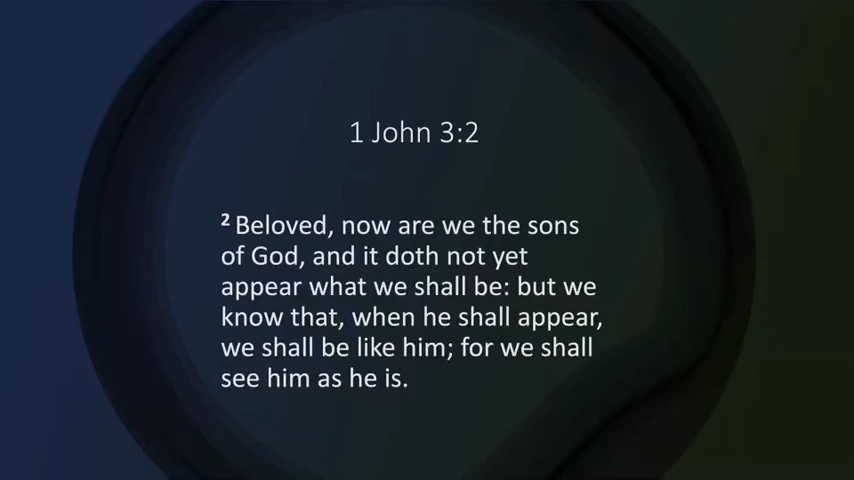 1 John 3:2
2 Beloved, now are we the sons
of God, and it doth not yet
appear what we shall be: but we
know that, when he shall appear,
we shall be like him; for we shall
see him as he is.